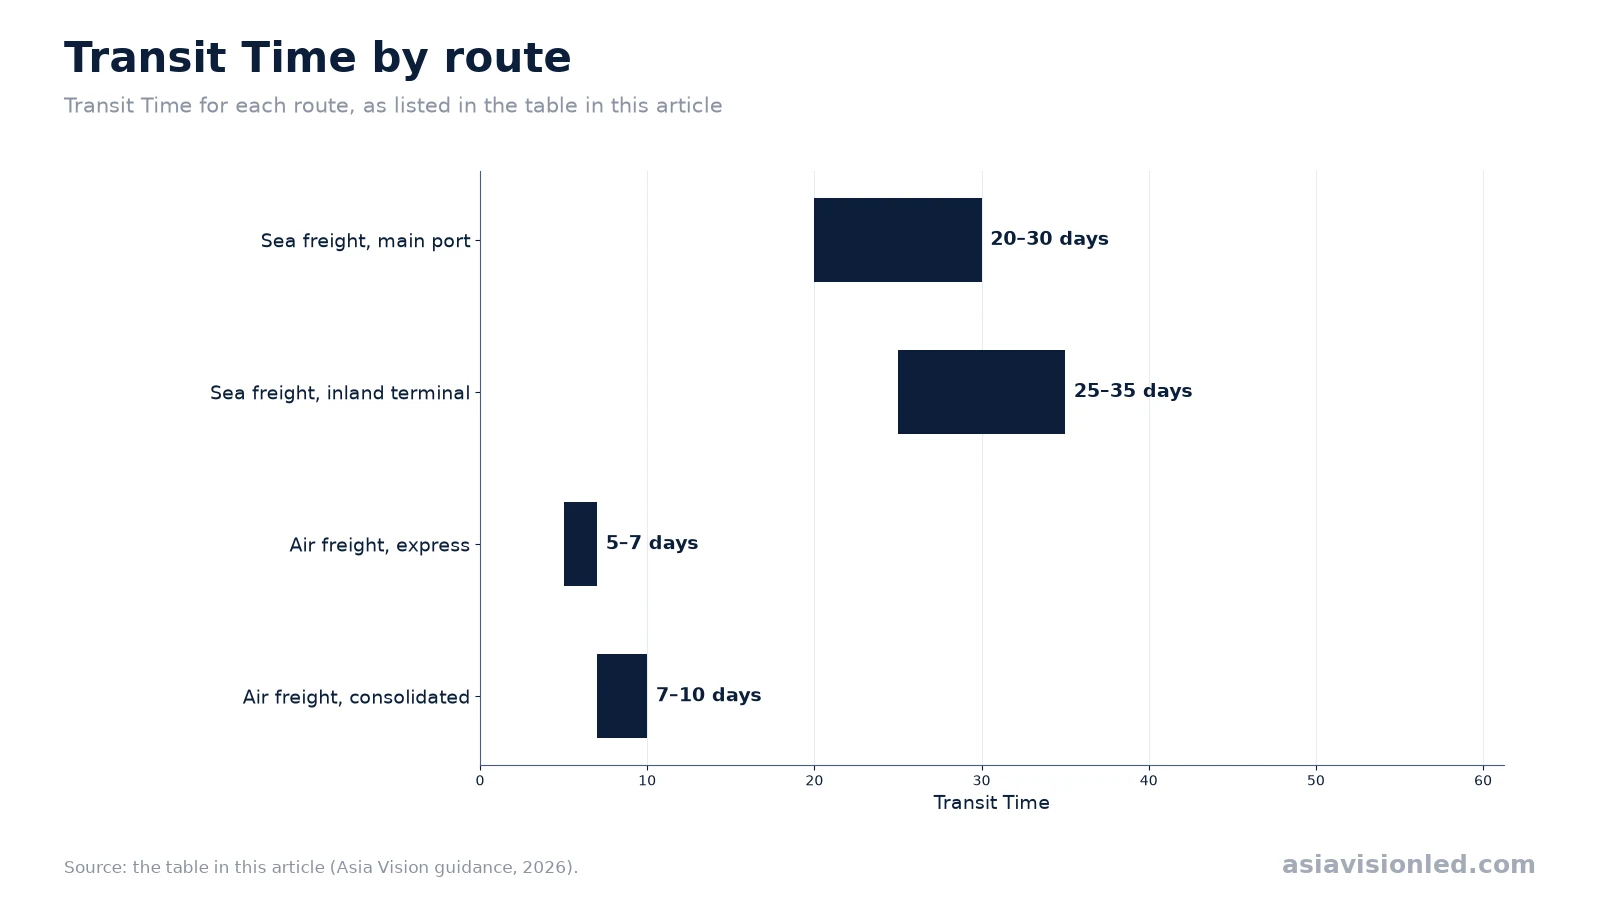 Transit Time by route
Transit Time for each route, as listed in the table in this article
Sea freight, main port
20–30 days
Sea freight, inland terminal
25–35 days
Air freight, express
5–7 days
Air freight, consolidated
7–10 days
0 10 20 30 40 50 60
Transit Time
Source: the table in this article (Asia Vision guidance, 2026).
asiavisionled.com